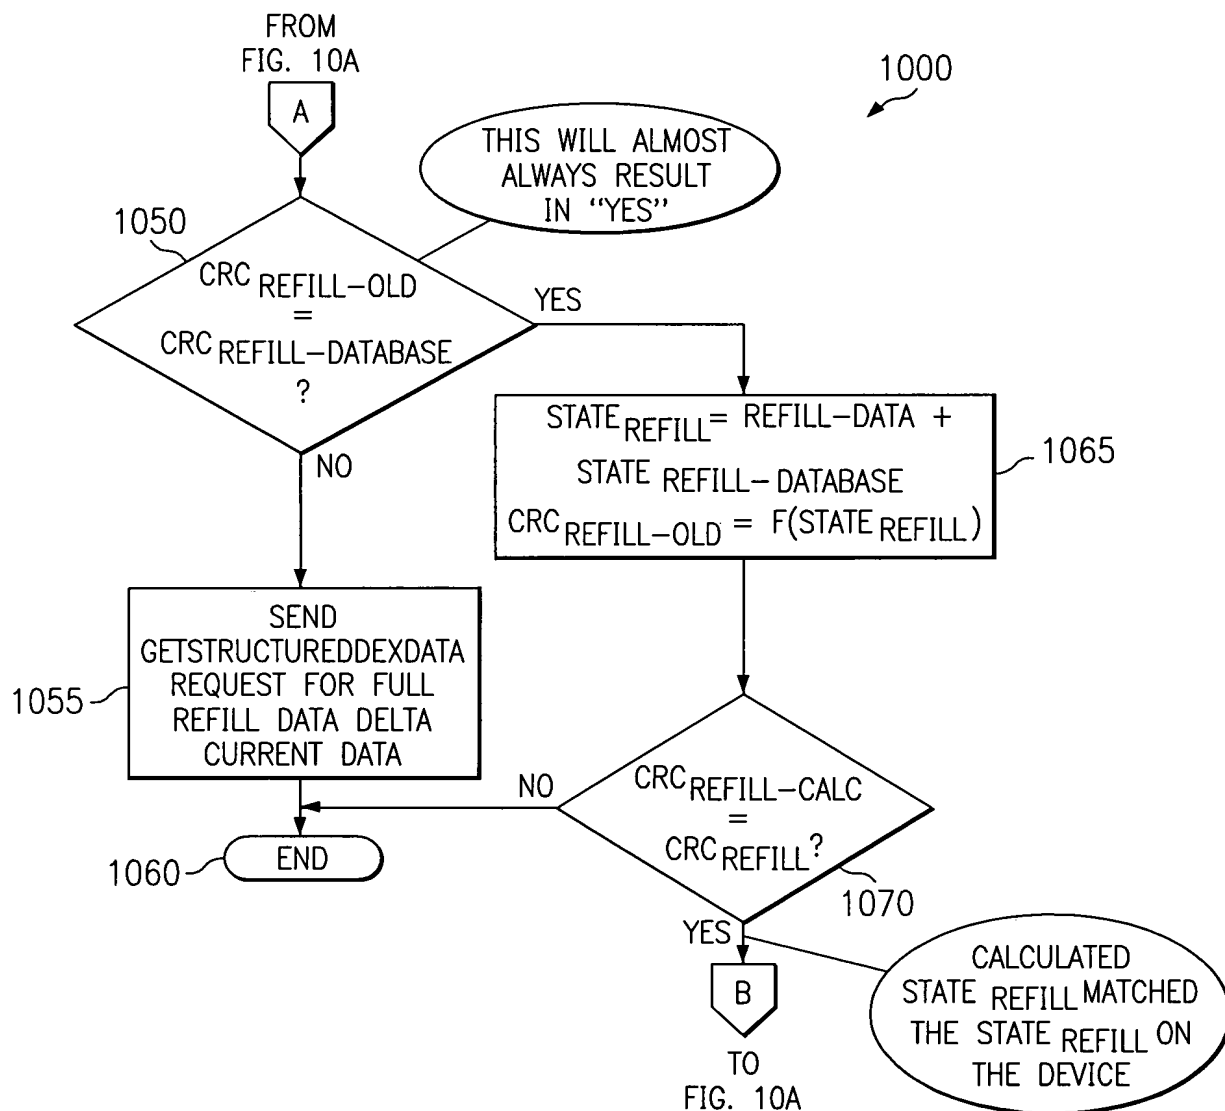 FROM
FIG. 10A
A
1000
THIS WILL ALMOST
ALWAYS RESULT
IN “YES”
1050
CRC REFILL–OLD
=
CRC REFILL–DATABASE
?
YES
NO
STATE REFILL = REFILL–DATA +
STATE REFILL–DATABASE
CRC REFILL–OLD = F(STATE REFILL)
1065
SEND
GETSTRUCTUREDDEXDATA
REQUEST FOR FULL
REFILL DATA DELTA
CURRENT DATA
1055
NO
CRC REFILL–CALC
=
CRC REFILL?
1070
END
1060
YES
B
TO
FIG. 10A
CALCULATED
STATE REFILL MATCHED
THE STATE REFILL ON
THE DEVICE